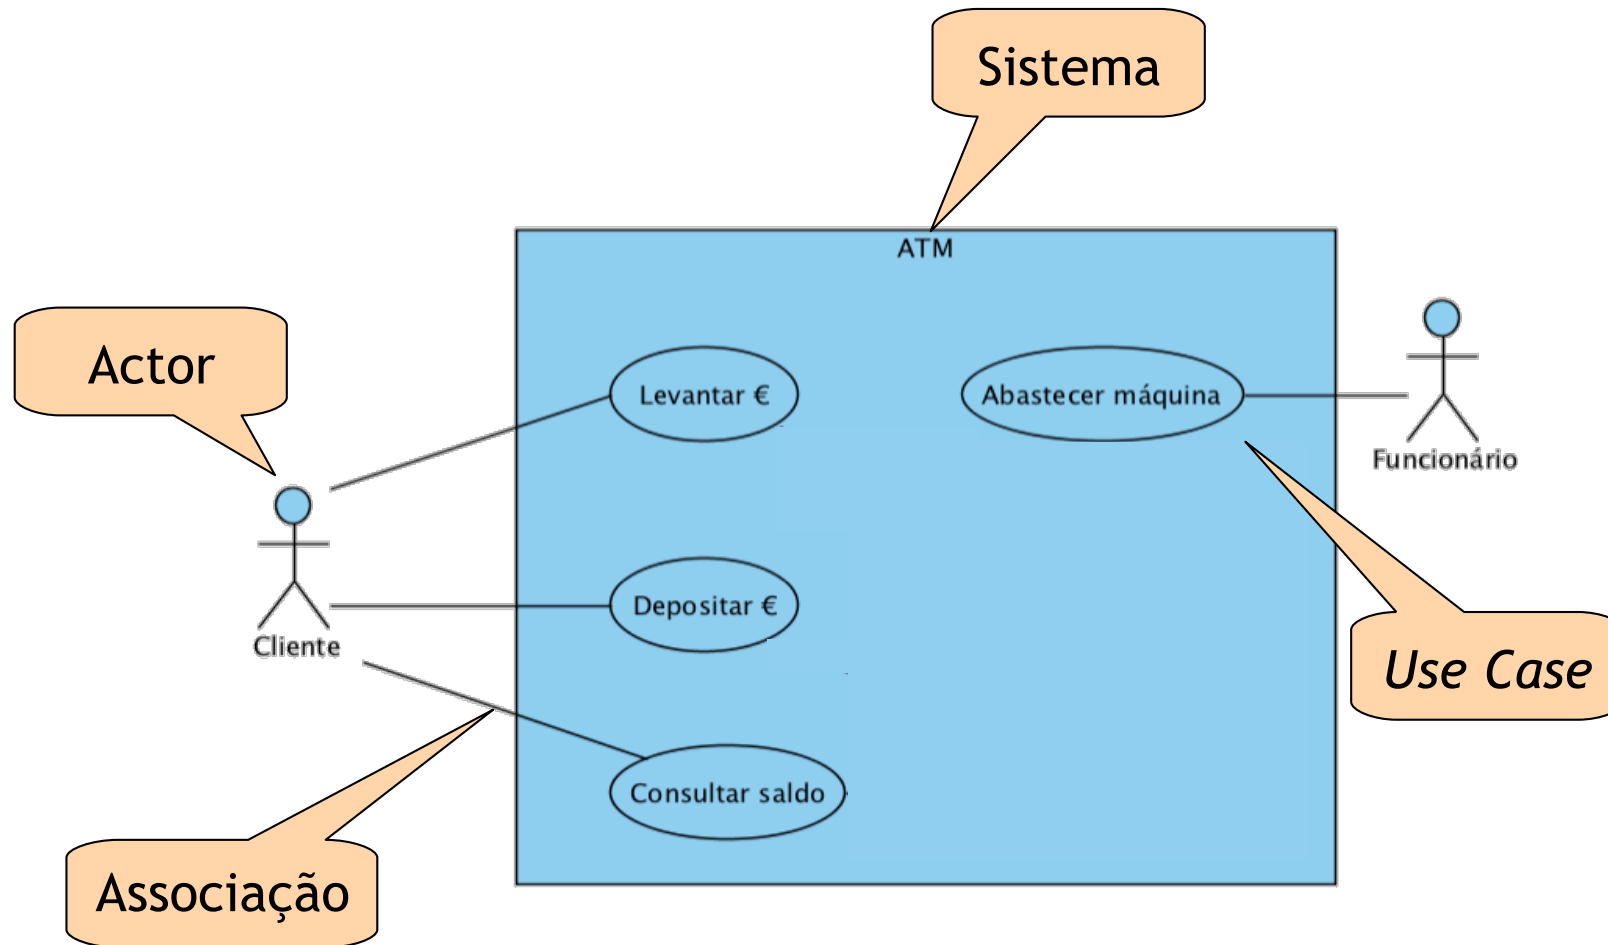 Sistema
ATM
Actor
Levantar €
Abastecer máquina
Funcionário
Depositar €
Cliente
Use Case
Consultar saldo
Associação